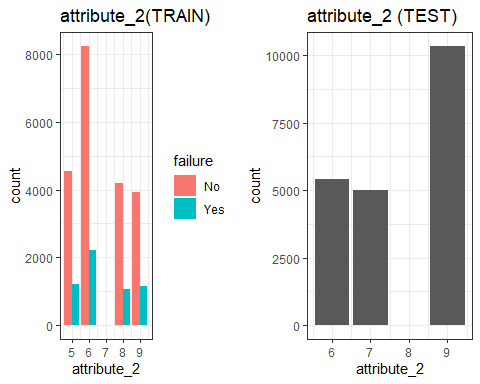 attribute_2(TRAIN)
8000
6000
4000
2000
0
count
5 6 7 8 9
attribute_2
failure
No
Yes
attribute_2 (TEST)
10000
7500
5000
2500
0
count
6 7 8 9
attribute_2